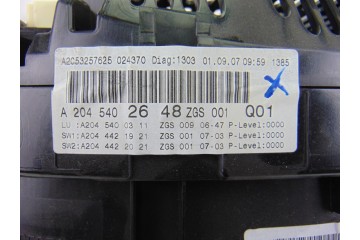 A2053257625 024370 Diag:1303 01.09.07 09:59 1385
A 204 540 26 48 ZGS 001 Q01
LU :A204 540 03 11 ZGS 009 06-47 P-Level:0000
SW1:A204 442 19 21 ZGS 001 07-03 P-Level:0000
SW2:A204 442 20 21 ZGS 001 07-03 P-Level:0000